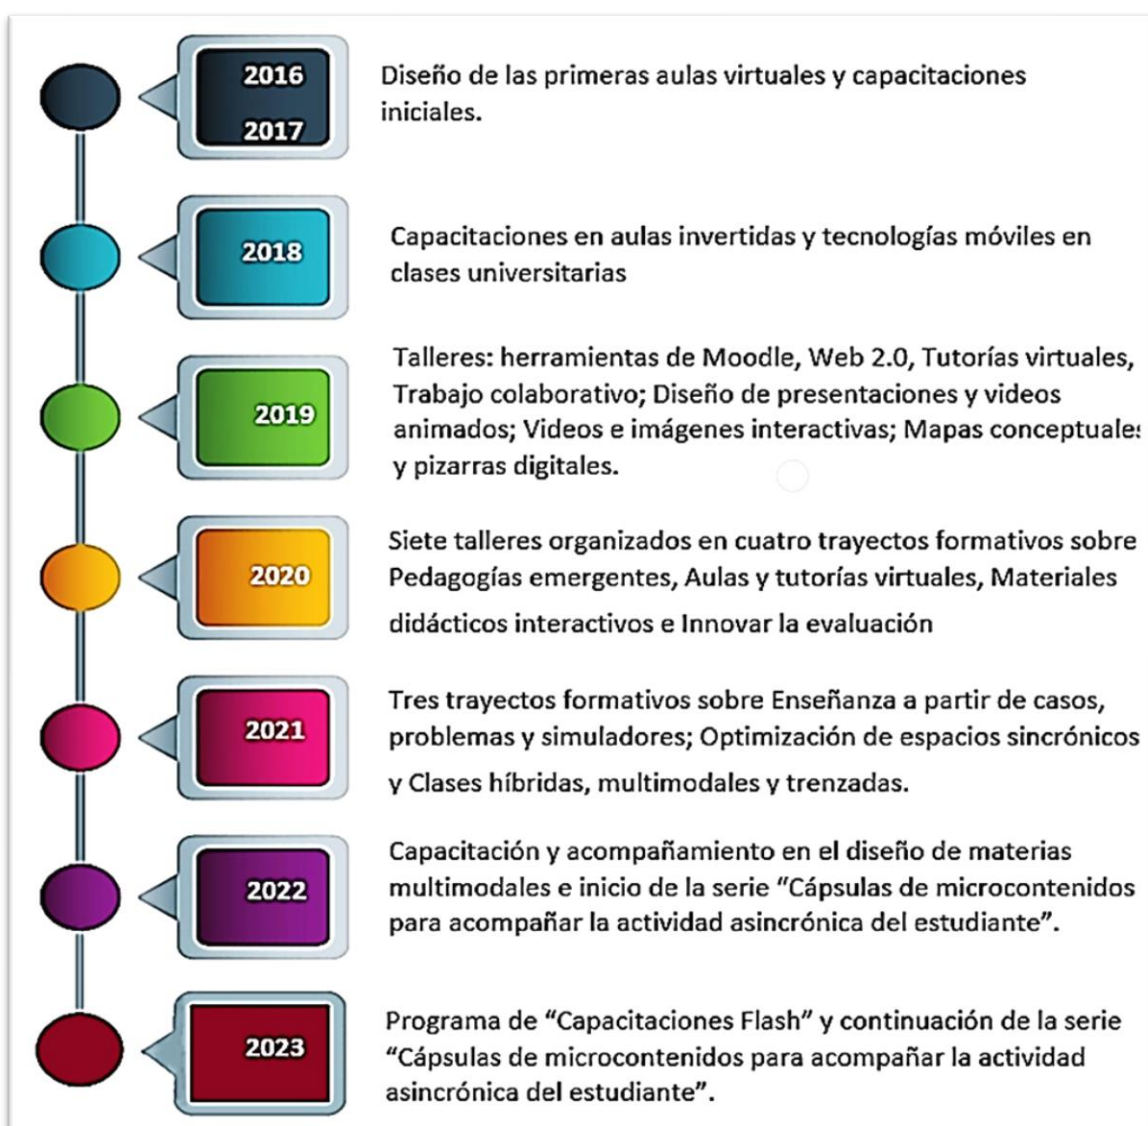 2016
2017
Diseño de las primeras aulas virtuales y capacitaciones
iniciales.
2018
Capacitaciones en aulas invertidas y tecnologías móviles en
clases universitarias
2019
Talleres: herramientas de Moodle, Web 2.0, Tutorías virtuales,
Trabajo colaborativo; Diseño de presentaciones y videos
animados; Videos e imágenes interactivas; Mapas conceptuales
y pizarras digitales.
2020
Siete talleres organizados en cuatro trayectos formativos sobre
Pedagogías emergentes, Aulas y tutorías virtuales, Materiales
didácticos interactivos e Innovar la evaluación
2021
Tres trayectos formativos sobre Enseñanza a partir de casos,
problemas y simuladores; Optimización de espacios sincrónicos
y Clases híbridas, multimodales y trenzadas.
2022
Capacitación y acompañamiento en el diseño de materias
multimodales e inicio de la serie “Cápsulas de microcontenidos
para acompañar la actividad asincrónica del estudiante”.
2023
Programa de “Capacitaciones Flash” y continuación de la serie
“Cápsulas de microcontenidos para acompañar la actividad
asincrónica del estudiante”.